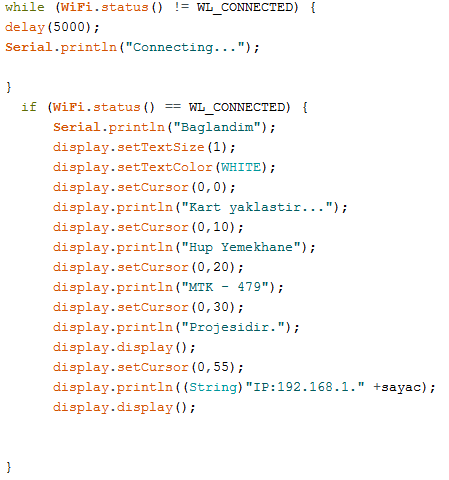 while (WiFi.status() != WL_CONNECTED) {
delay(5000);
Serial.println("Connecting...");
}
if (WiFi.status() == WL_CONNECTED) {
Serial.println("Baglandim");
display.setTextSize(1);
display.setTextColor(WHITE);
display.setCursor(0,0);
display.println("Kart yaklastir...");
display.setCursor(0,10);
display.println("Hup Yemekhane");
display.setCursor(0,20);
display.println("MTK - 479");
display.setCursor(0,30);
display.println("Projesidir.");
display.display();
display.setCursor(0,55);
display.println((String)"IP:192.168.1." +sayac);
display.display();
}